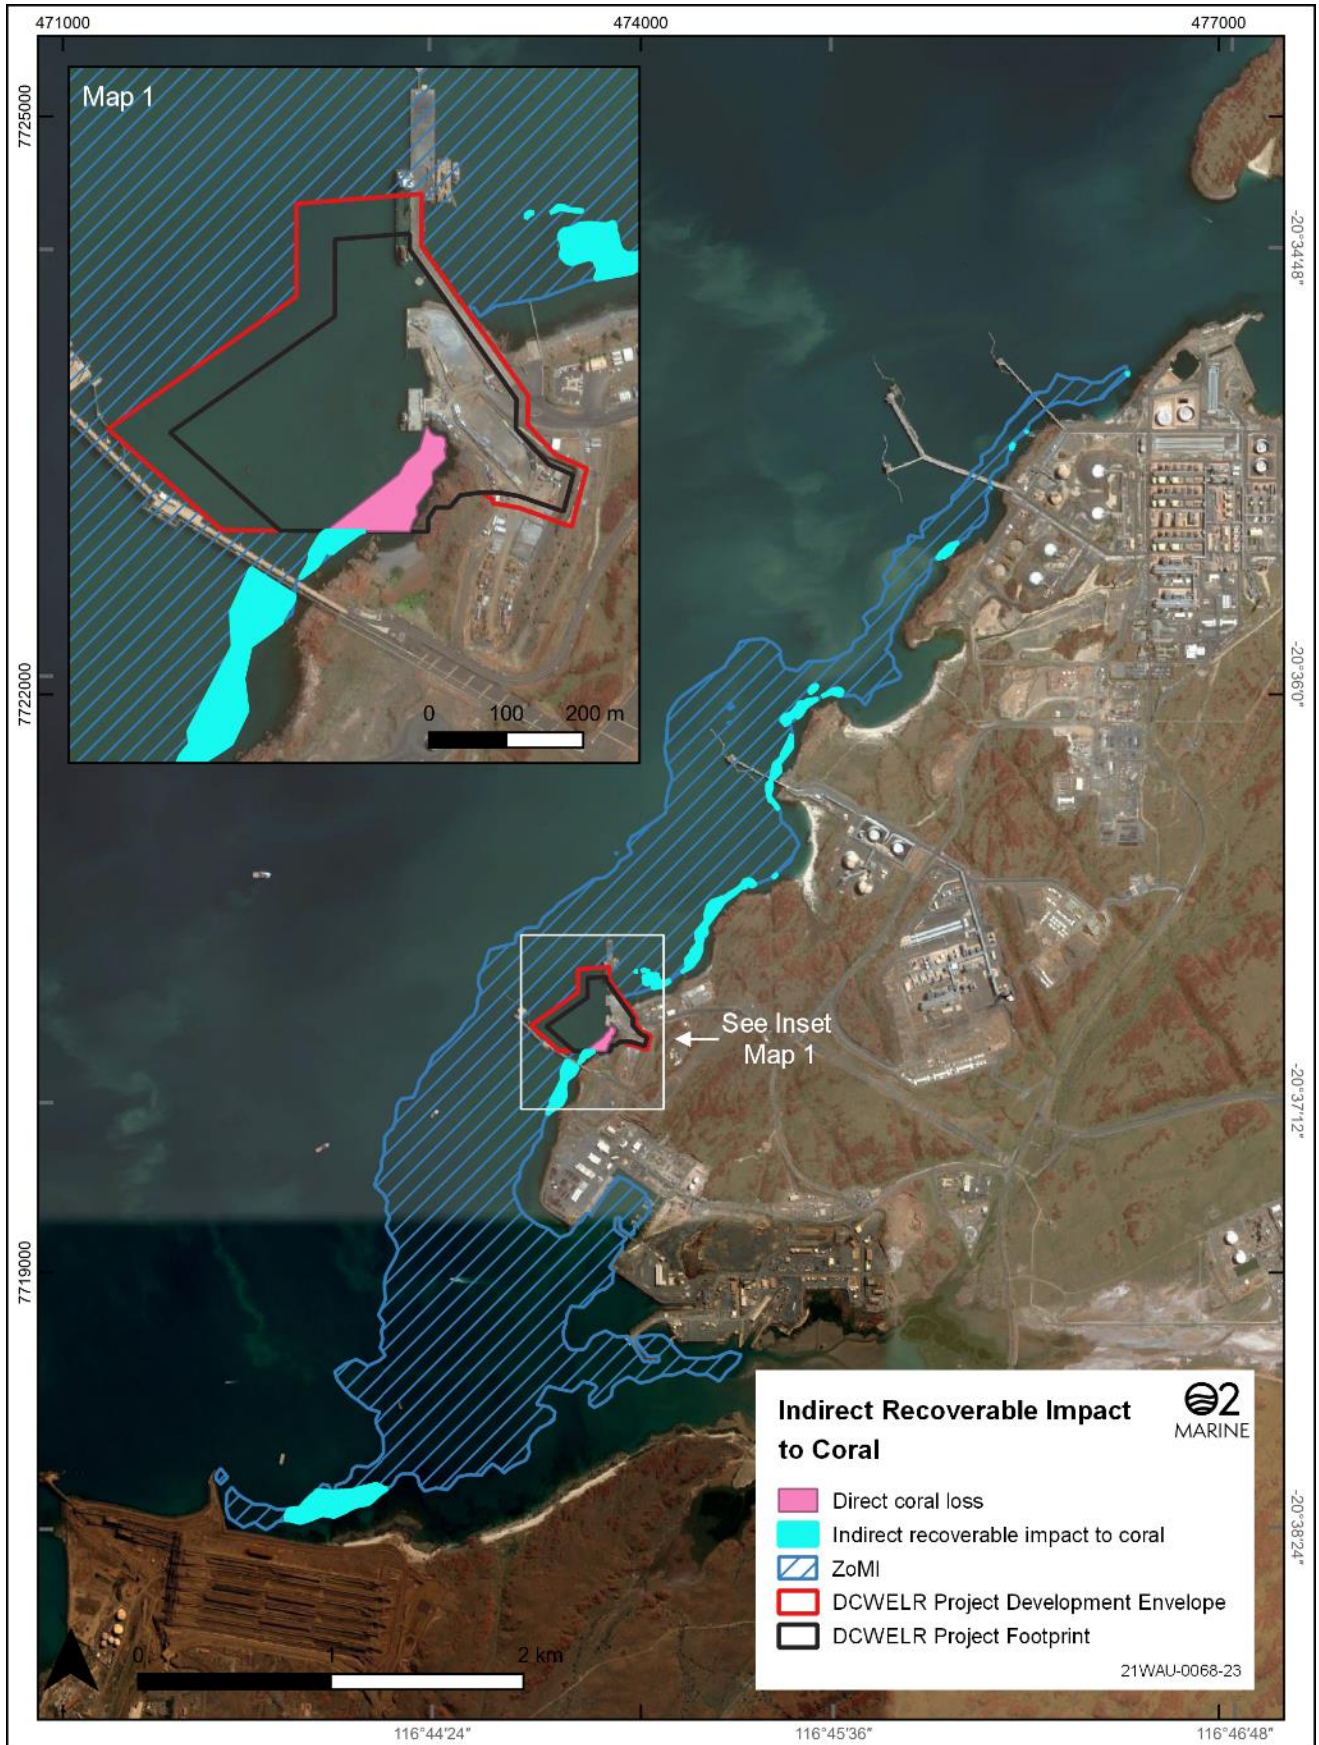 471000
474000
477000
7725000
7722000
7719000
Map 1
0 100 200 m
-20°34'48"
-20°36'0"
-20°37'12"
-20°38'24"
See Inset
Map 1
Indirect Recoverable Impact
to Coral
O2
MARINE
Direct coral loss
Indirect recoverable impact to coral
ZoMI
DCWELR Project Development Envelope
DCWELR Project Footprint
21WAU-0068-23
0 1 2 km
116°44'24"
116°45'36"
116°46'48"